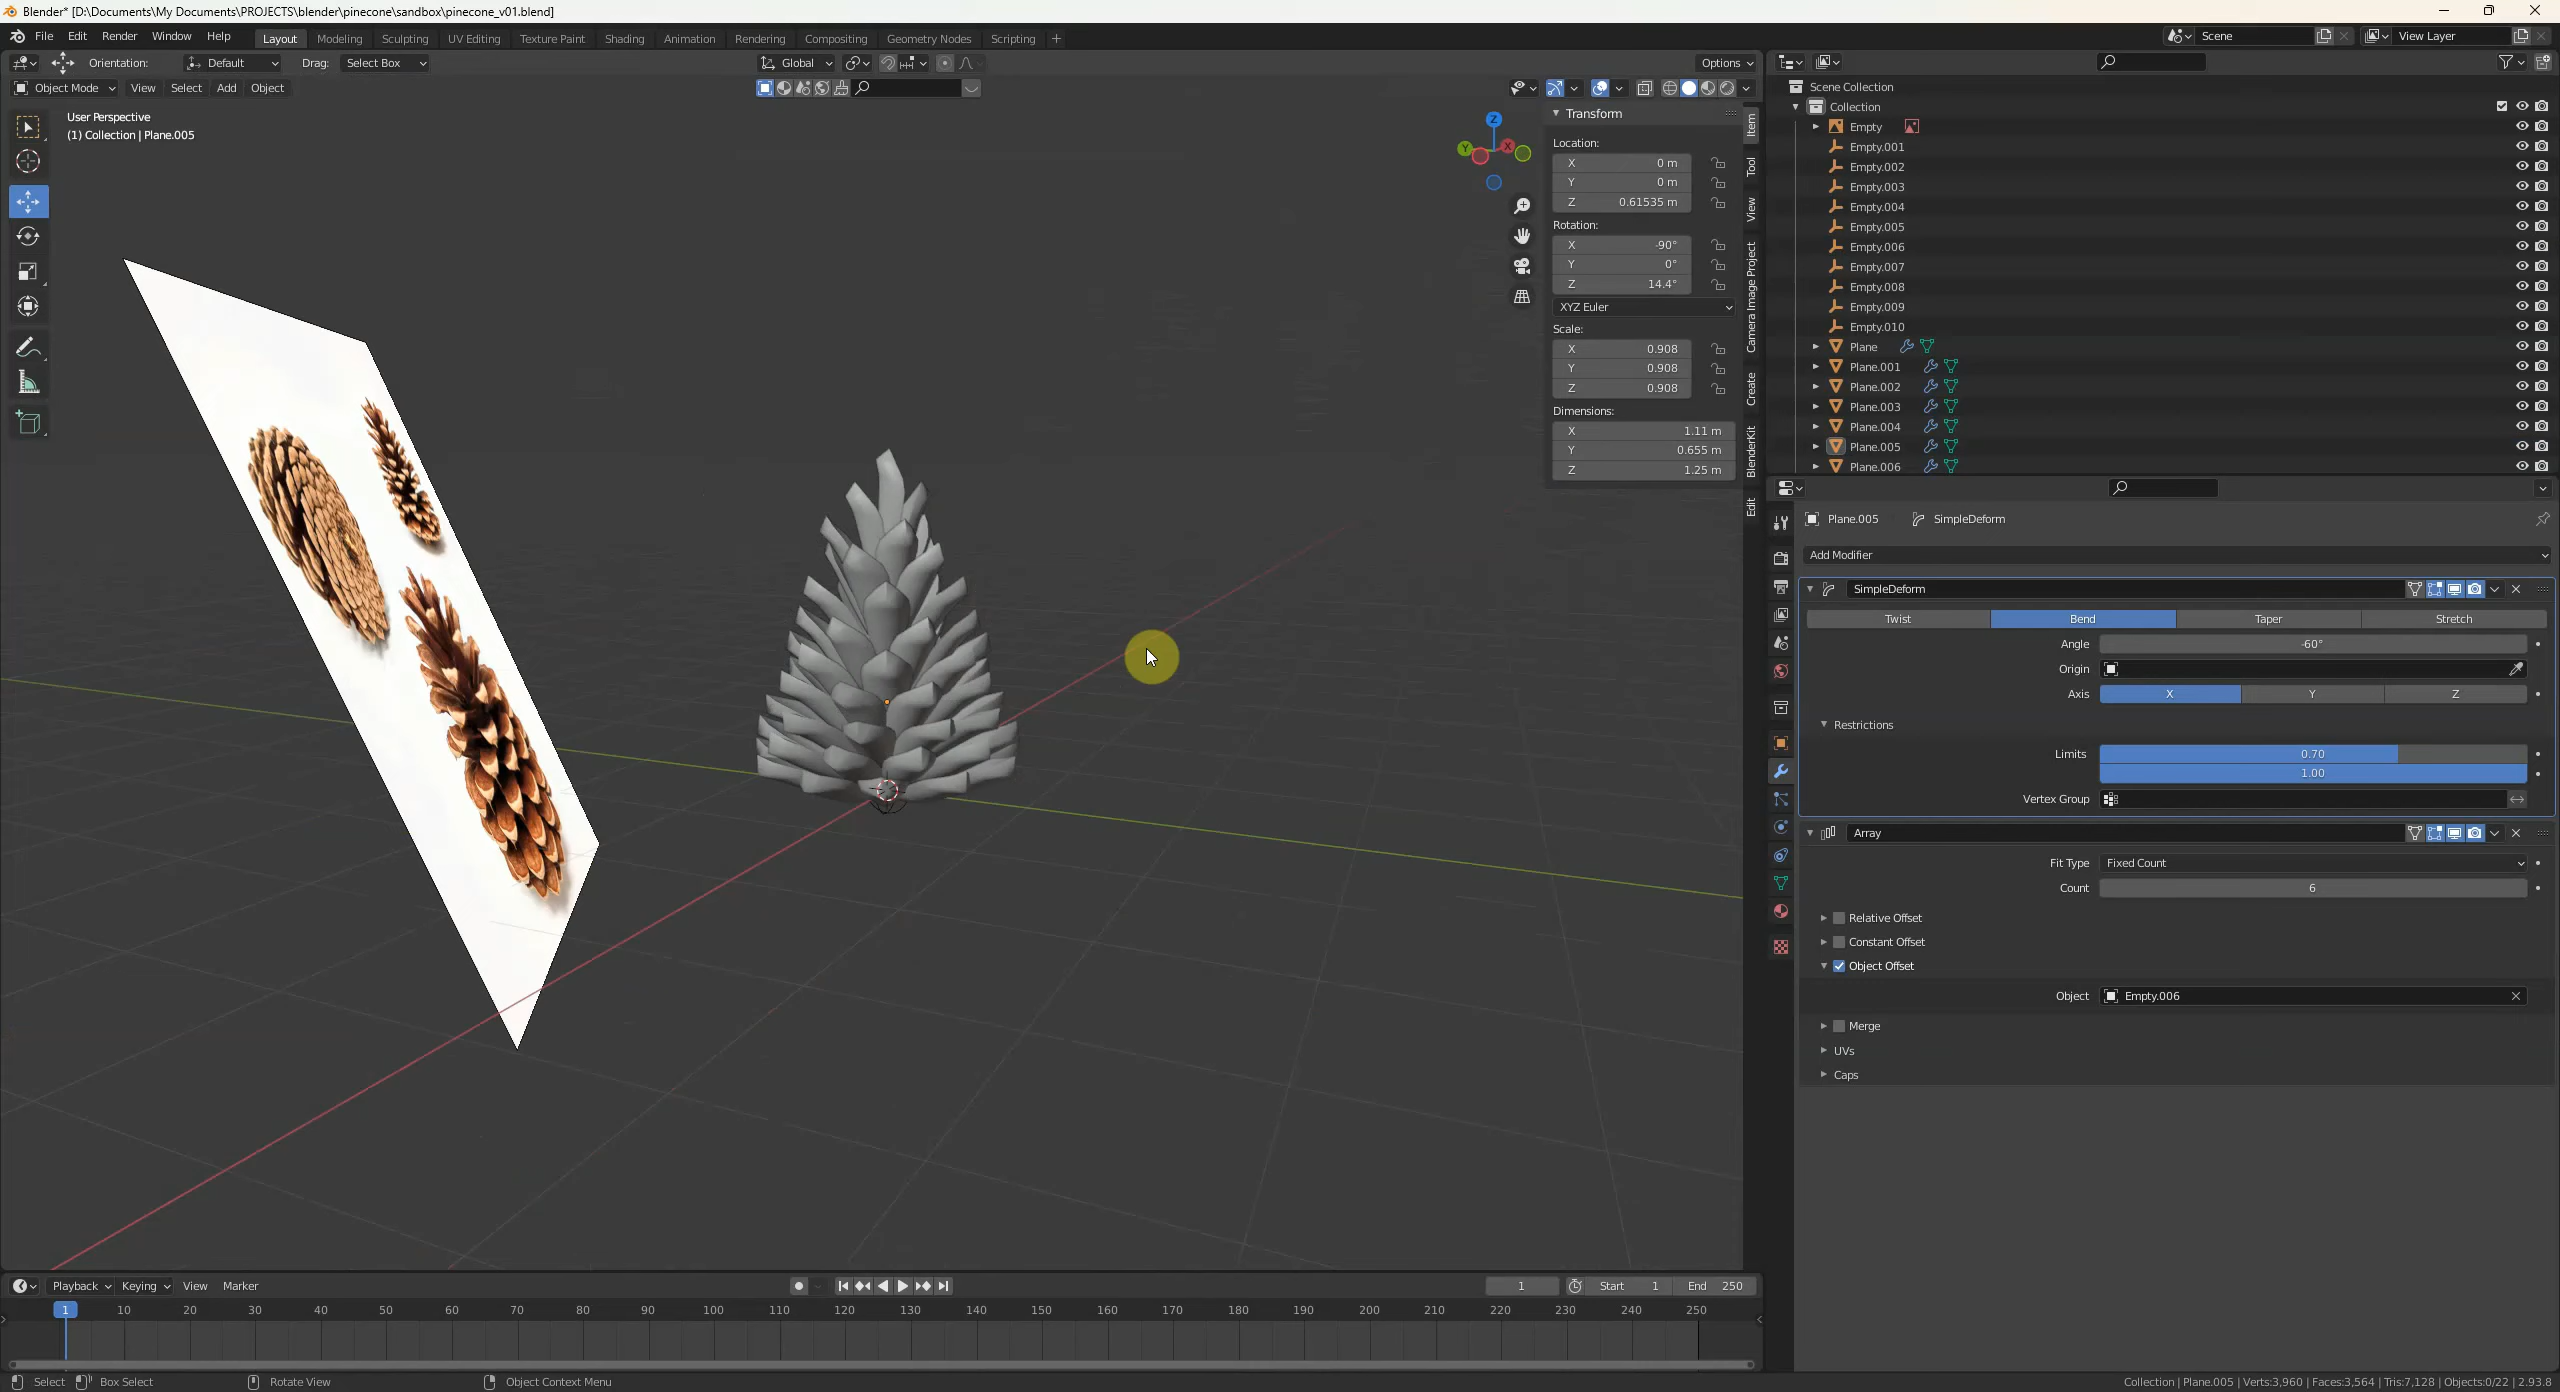 Blender* [D:\Documents\My Documents\PROJECTS\blender\pinecone\sandbox\pinecone_v01.blend]
File Edit Render Window Help Layout Modeling Sculpting UV Editing Texture Paint Shading Animation Rendering Compositing Geometry Nodes Scripting + Scene View Layer
Orientation: Default Drag: Select Box Global Options
Object Mode View Select Add Object
User Perspective
(1) Collection | Plane.005
Z
Y
X
Transform
Location:
X 0 m
Y 0 m
Z 0.61535 m
Rotation:
X -90°
Y 0°
Z 14.4°
XYZ Euler
Scale:
X 0.908
Y 0.908
Z 0.908
Dimensions:
X 1.11 m
Y 0.655 m
Z 1.25 m
Item
Tool
View
Camera Image Project
Create
BlenderKit
Edit
Scene Collection
Collection
Empty
Empty.001
Empty.002
Empty.003
Empty.004
Empty.005
Empty.006
Empty.007
Empty.008
Empty.009
Empty.010
Plane
Plane.001
Plane.002
Plane.003
Plane.004
Plane.005
Plane.006
Plane.005 SimpleDeform
Add Modifier
SimpleDeform
Twist Bend Taper Stretch
Angle -60°
Origin
Axis X Y Z
Restrictions
Limits 0.70
1.00
Vertex Group
Array
Fit Type Fixed Count
Count 6
Relative Offset
Constant Offset
Object Offset
Object Empty.006
Merge
UVs
Caps
Playback Keying View Marker 1 Start 1 End 250
1 10 20 30 40 50 60 70 80 90 100 110 120 130 140 150 160 170 180 190 200 210 220 230 240 250
Select Box Select Rotate View Object Context Menu Collection | Plane.005 | Verts:3,960 | Faces:3,564 | Tris:7,128 | Objects:0/22 | 2.93.8